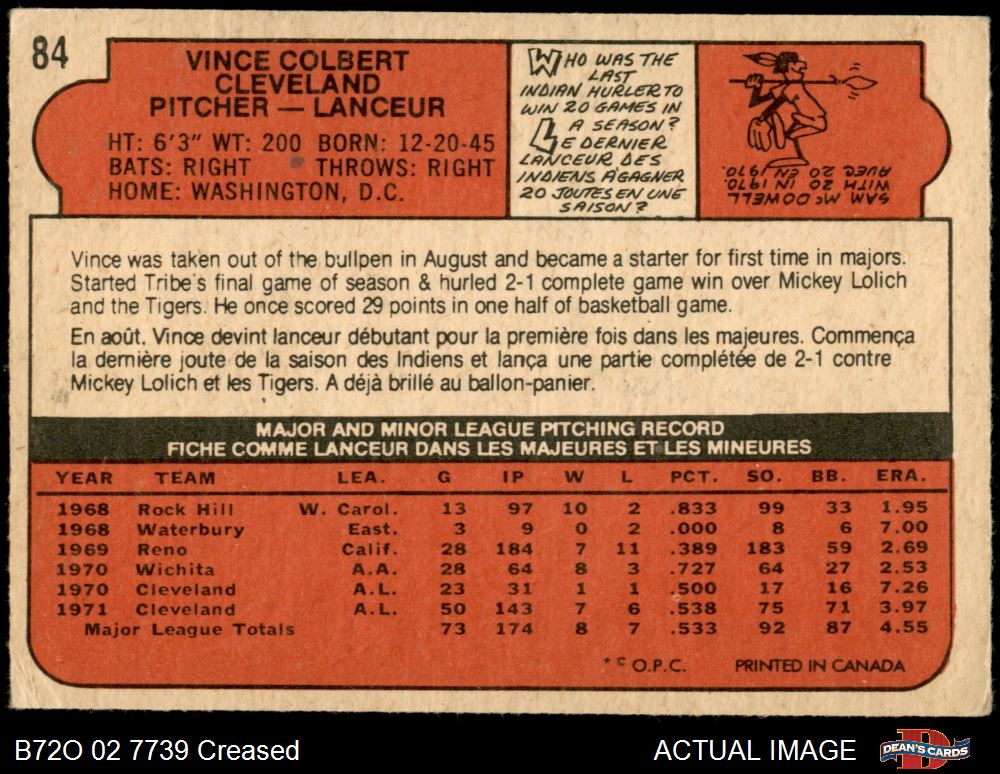 84
VINCE COLBERT
CLEVELAND
PITCHER — LANCEUR
HT: 6'3" WT: 200 BORN: 12-20-45
BATS: RIGHT THROWS: RIGHT
HOME: WASHINGTON, D.C.
WHO WAS THE
LAST
INDIAN HURLER TO
WIN 20 GAMES IN
A SEASON?
LE DERNIER
LANCEUR DES
INDIENS À GAGNER
20 JOUTES EN UNE
SAISON?
SAM McDOWELL
WITH 20 IN 1970.
AVEC 20 EN 1970.
Vince was taken out of the bullpen in August and became a starter for first time in majors.
Started Tribe's final game of season & hurled 2-1 complete game win over Mickey Lolich
and the Tigers. He once scored 29 points in one half of basketball game.
En août, Vince devint lanceur débutant pour la première fois dans les majeures. Commença
la dernière joute de la saison des Indiens et lança une partie complétée de 2-1 contre
Mickey Lolich et les Tigers. A déjà brillé au ballon-panier.
MAJOR AND MINOR LEAGUE PITCHING RECORD
FICHE COMME LANCEUR DANS LES MAJEURES ET LES MINEURES
YEAR TEAM LEA. G IP W L PCT. SO. BB. ERA.
1968 Rock Hill W. Carol. 13 97 10 2 .833 99 33 1.95
1968 Waterbury East. 3 9 0 2 .000 8 6 7.00
1969 Reno Calif. 28 184 7 11 .389 183 59 2.69
1970 Wichita A.A. 28 64 8 3 .727 64 27 2.53
1970 Cleveland A.L. 23 31 1 1 .500 17 16 7.26
1971 Cleveland A.L. 50 143 7 6 .538 75 71 3.97
Major League Totals 73 174 8 7 .533 92 87 4.55
* © O.P.C. PRINTED IN CANADA
B72O 02 7739 Creased ACTUAL IMAGE DEAN'S CARDS